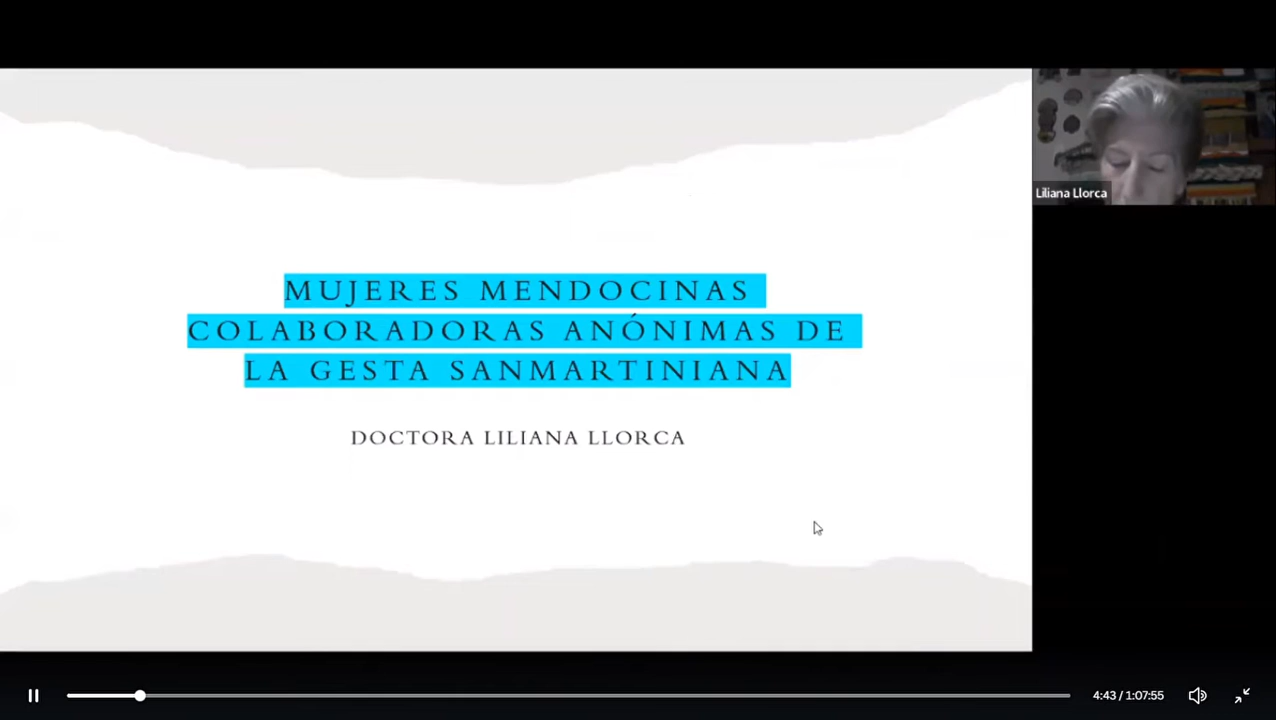 MUJERES MENDOCINAS
COLABORADORAS ANÓNIMAS DE
LA GESTA SANMARTINIANA
DOCTORA LILIANA LLORCA
Liliana Llorca
4:43 / 1:07:55